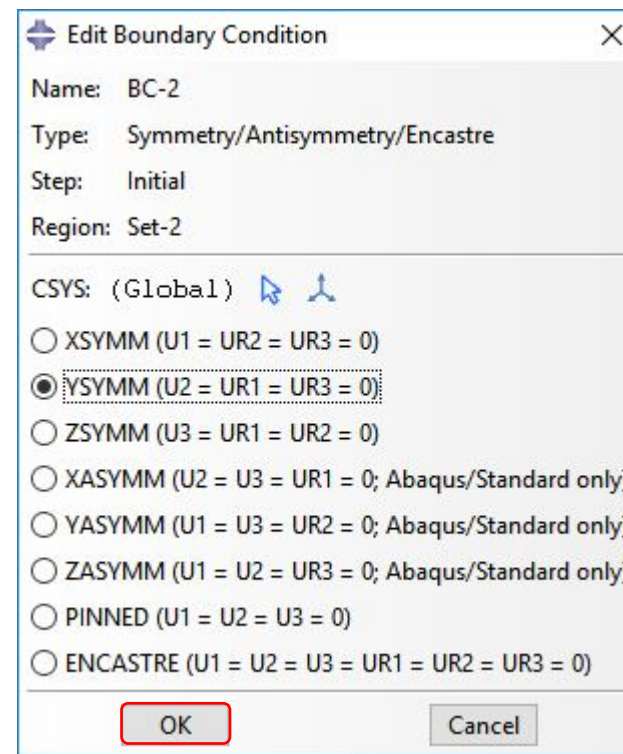 Edit Boundary Condition
Name: BC-2
Type: Symmetry/Antisymmetry/Encastre
Step: Initial
Region: Set-2
CSYS: (Global)
XSYMM (U1 = UR2 = UR3 = 0)
YSYMM (U2 = UR1 = UR3 = 0)
ZSYMM (U3 = UR1 = UR2 = 0)
XASYMM (U2 = U3 = UR1 = 0; Abaqus/Standard only)
YASYMM (U1 = U3 = UR2 = 0; Abaqus/Standard only)
ZASYMM (U1 = U2 = UR3 = 0; Abaqus/Standard only)
PINNED (U1 = U2 = U3 = 0)
ENCASTRE (U1 = U2 = U3 = UR1 = UR2 = UR3 = 0)
OK Cancel